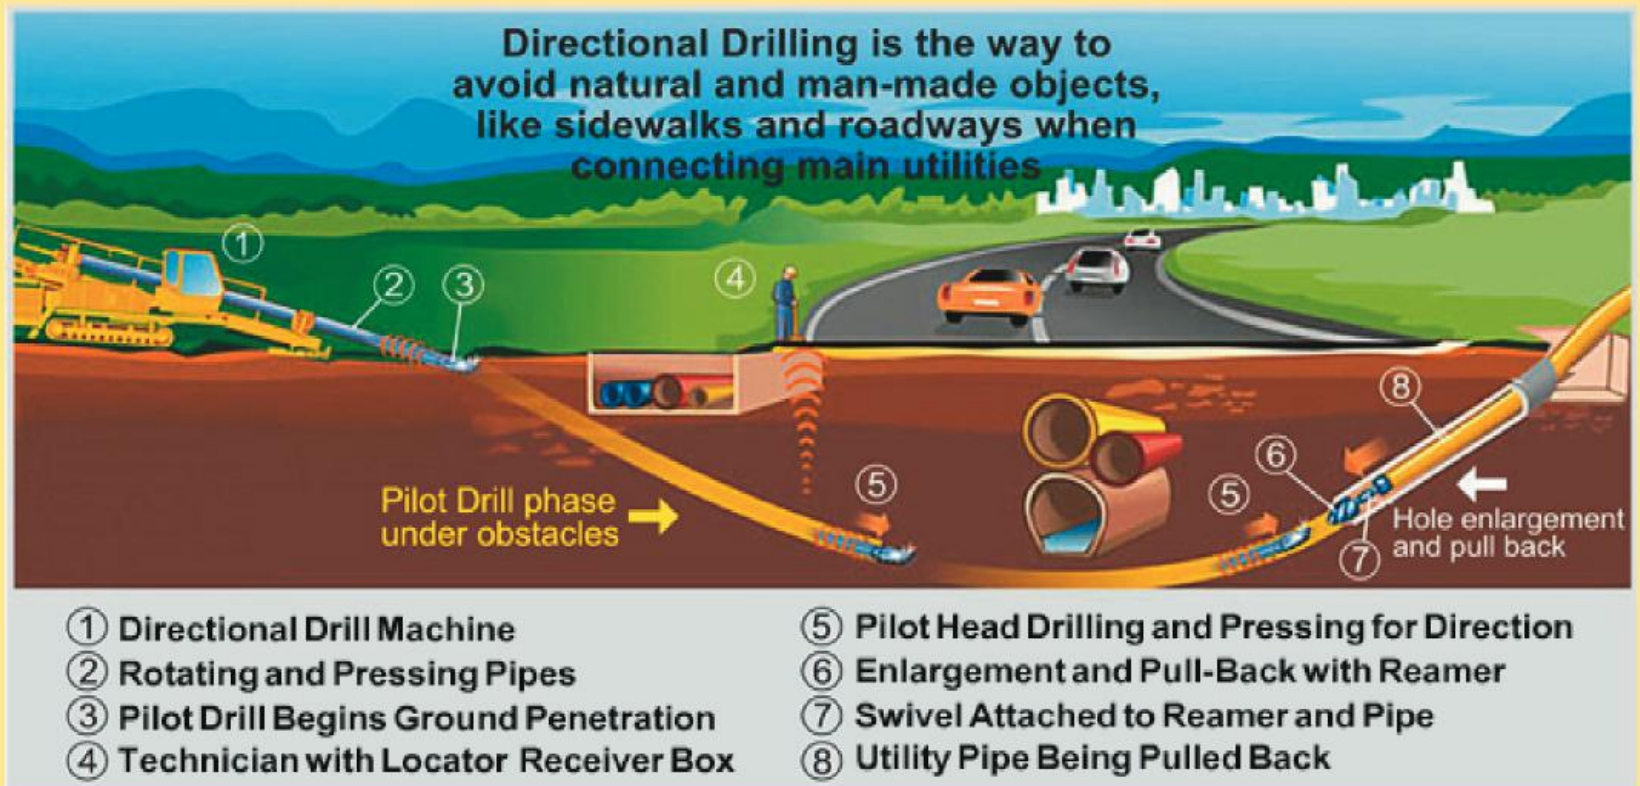 Directional Drilling is the way to
avoid natural and man-made objects,
like sidewalks and roadways when
connecting main utilities
①
②
③
④
⑤
Pilot Drill phase
under obstacles
⑧
⑥
⑤
⑦
Hole enlargement
and pull back
① Directional Drill Machine
② Rotating and Pressing Pipes
③ Pilot Drill Begins Ground Penetration
④ Technician with Locator Receiver Box
⑤ Pilot Head Drilling and Pressing for Direction
⑥ Enlargement and Pull-Back with Reamer
⑦ Swivel Attached to Reamer and Pipe
⑧ Utility Pipe Being Pulled Back